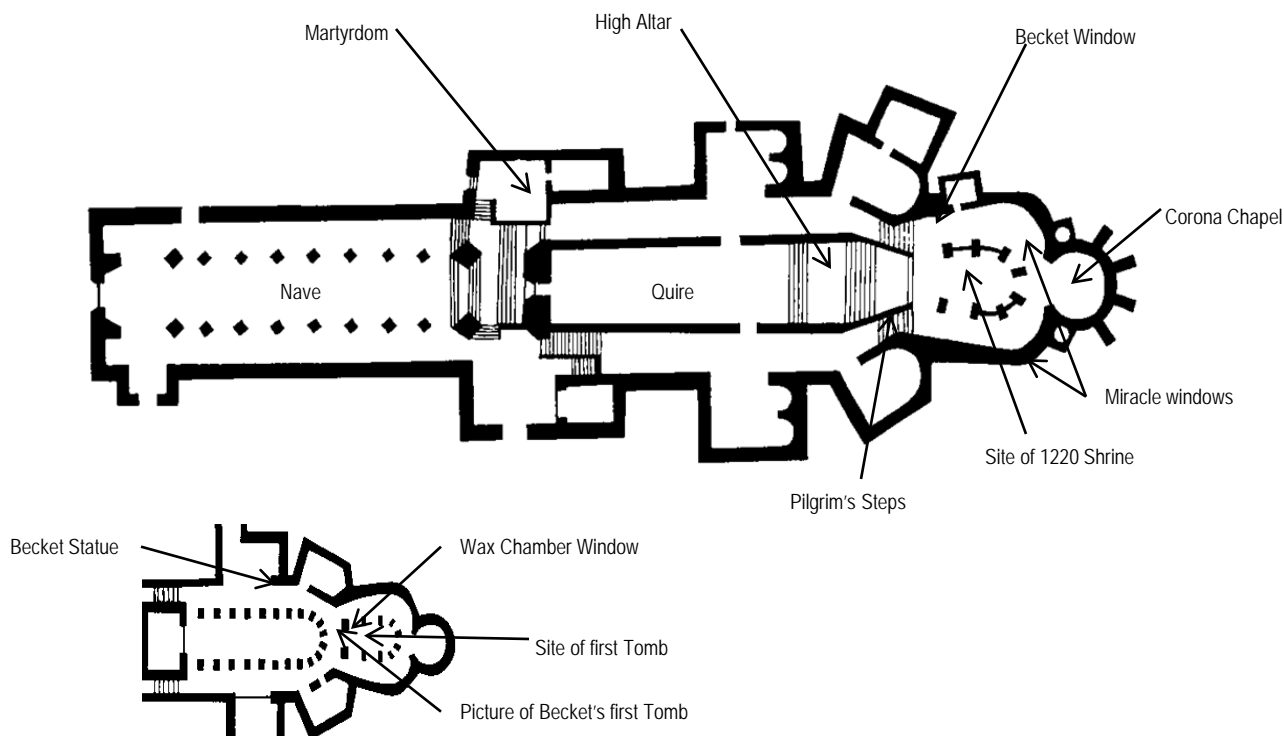 High Altar
Martyrdom
Becket Window
Corona Chapel
Nave
Quire
Miracle windows
Site of 1220 Shrine
Pilgrim's Steps
Becket Statue
Wax Chamber Window
Site of first Tomb
Picture of Becket's first Tomb